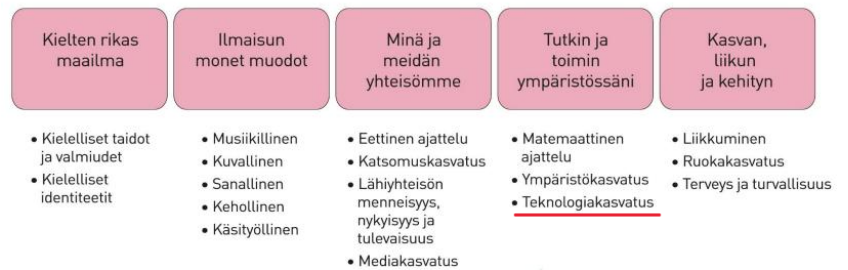 Kielten rikas
maailma
Ilmaisun
monet muodot
Minä ja
meidän
yhteisömme
Tutkin ja
toimin
ympäristössäni
Kasvan,
liikun
ja kehityn
• Kielelliset taidot
ja valmiudet
• Kielelliset
identiteetit
• Musiikillinen
• Kuvallinen
• Sanallinen
• Kehollinen
• Käsityöllinen
• Eettinen ajattelu
• Katsomuskasvatus
• Lähiyhteisön
menneisyys,
nykyisyys ja
tulevaisuus
• Mediakasvatus
• Matemaattinen
ajattelu
• Ympäristökasvatus
• Teknologiakasvatus
• Liikkuminen
• Ruokakasvatus
• Terveys ja turvallisuus